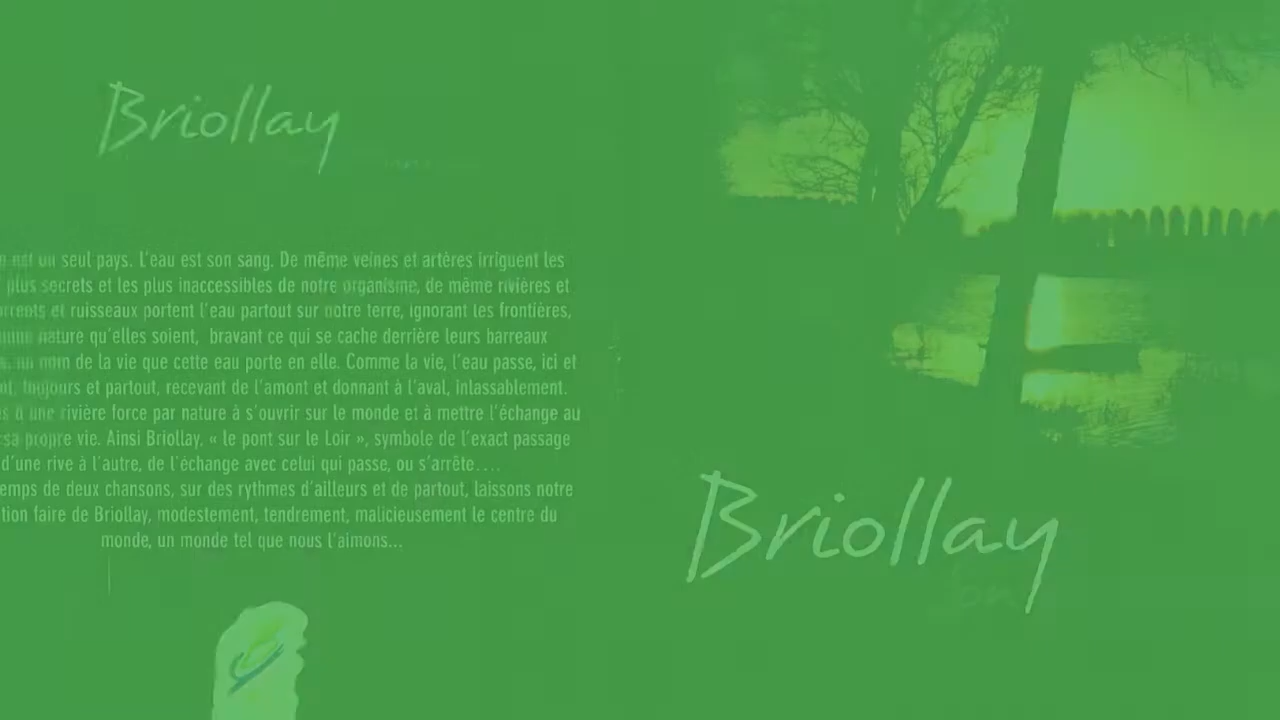 Briollay
seul pays. L'eau est son sang. De même veines et artères irriguent les
plus secrets et les plus inaccessibles de notre organisme, de même rivières et
et ruisseaux portent l'eau partout sur notre terre, ignorant les frontières,
nature qu'elles soient, bravant ce qui se cache derrière leurs barreaux
de la vie que cette eau porte en elle. Comme la vie, l'eau passe, ici et
toujours et partout, recevant de l'amont et donnant à l'aval, inlassablement.
à une rivière force par nature à s'ouvrir sur le monde et à mettre l'échange au
sa propre vie. Ainsi Briollay, « le pont sur le Loir », symbole de l'exact passage
d'une rive à l'autre, de l'échange avec celui qui passe, ou s'arrête....
emps de deux chansons, sur des rythmes d'ailleurs et de partout, laissons notre
tion faire de Briollay, modestement, tendrement, malicieusement le centre du
monde, un monde tel que nous l'aimons...
Briollay